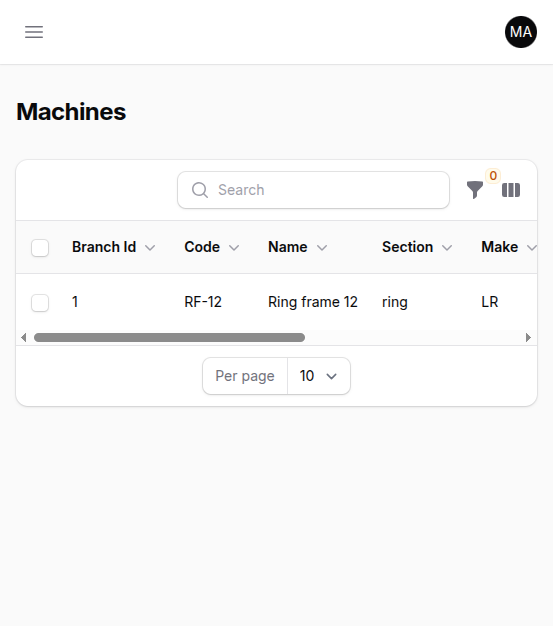 MA
Machines
Search
0
Branch Id Code Name Section Make
1 RF-12 Ring frame 12 ring LR
Per page 10